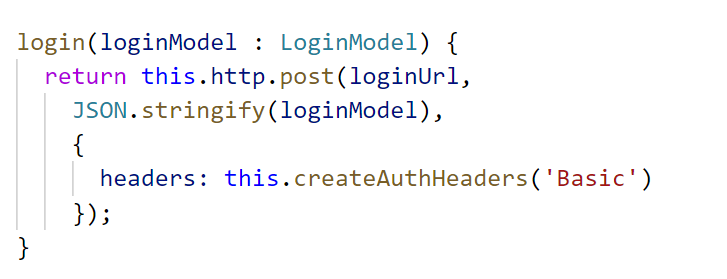 login(loginModel : LoginModel) {
  return this.http.post(loginUrl,
    JSON.stringify(loginModel),
    {
      headers: this.createAuthHeaders('Basic')
    });
}